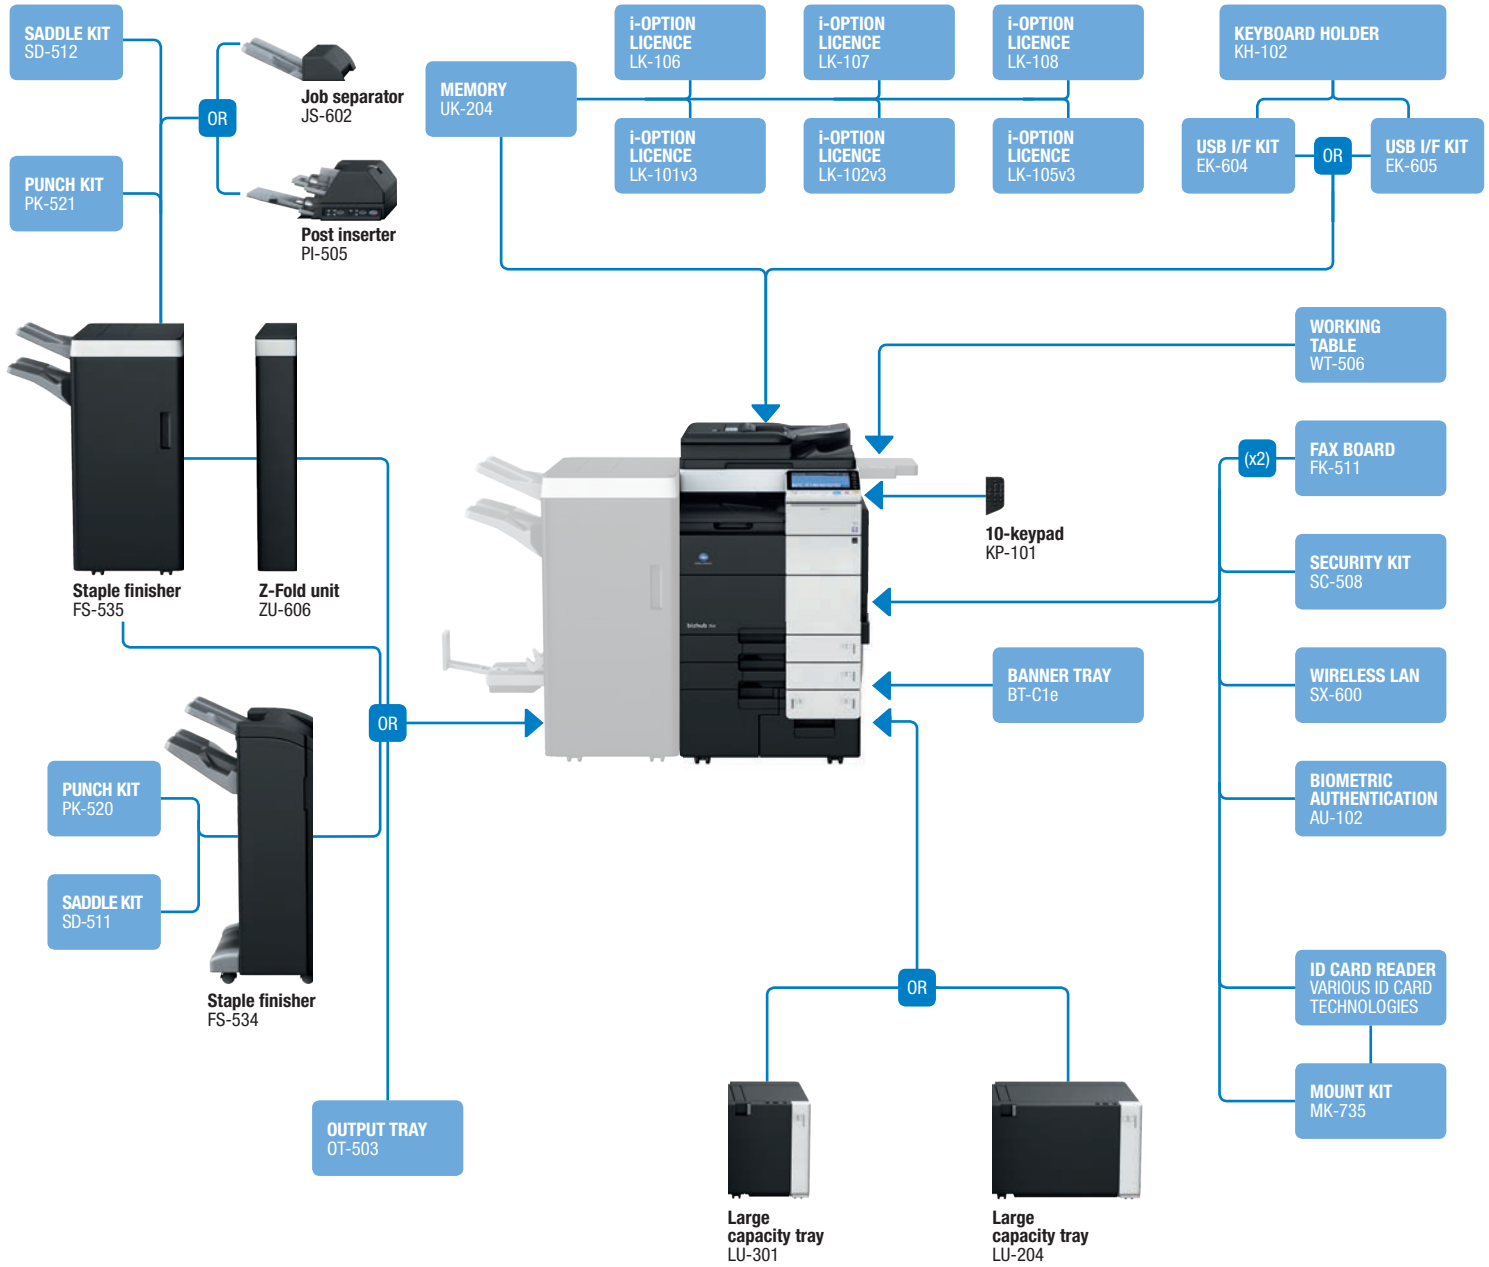 SADDLE KIT
SD-512
OR
Job separator
JS-602
PUNCH KIT
PK-521
Post inserter
PI-505
MEMORY
UK-204
i-OPTION
LICENCE
LK-106
i-OPTION
LICENCE
LK-107
i-OPTION
LICENCE
LK-108
i-OPTION
LICENCE
LK-101v3
i-OPTION
LICENCE
LK-102v3
i-OPTION
LICENCE
LK-105v3
KEYBOARD HOLDER
KH-102
USB I/F KIT
EK-604
OR
USB I/F KIT
EK-605
WORKING
TABLE
WT-506
(x2)
FAX BOARD
FK-511
10-keypad
KP-101
SECURITY KIT
SC-508
Staple finisher
FS-535
Z-Fold unit
ZU-606
bizhub
WIRELESS LAN
SX-600
BANNER TRAY
BT-C1e
OR
PUNCH KIT
PK-520
BIOMETRIC
AUTHENTICATION
AU-102
SADDLE KIT
SD-511
Staple finisher
FS-534
OR
ID CARD READER
VARIOUS ID CARD
TECHNOLOGIES
MOUNT KIT
MK-735
OUTPUT TRAY
OT-503
Large
capacity tray
LU-301
Large
capacity tray
LU-204